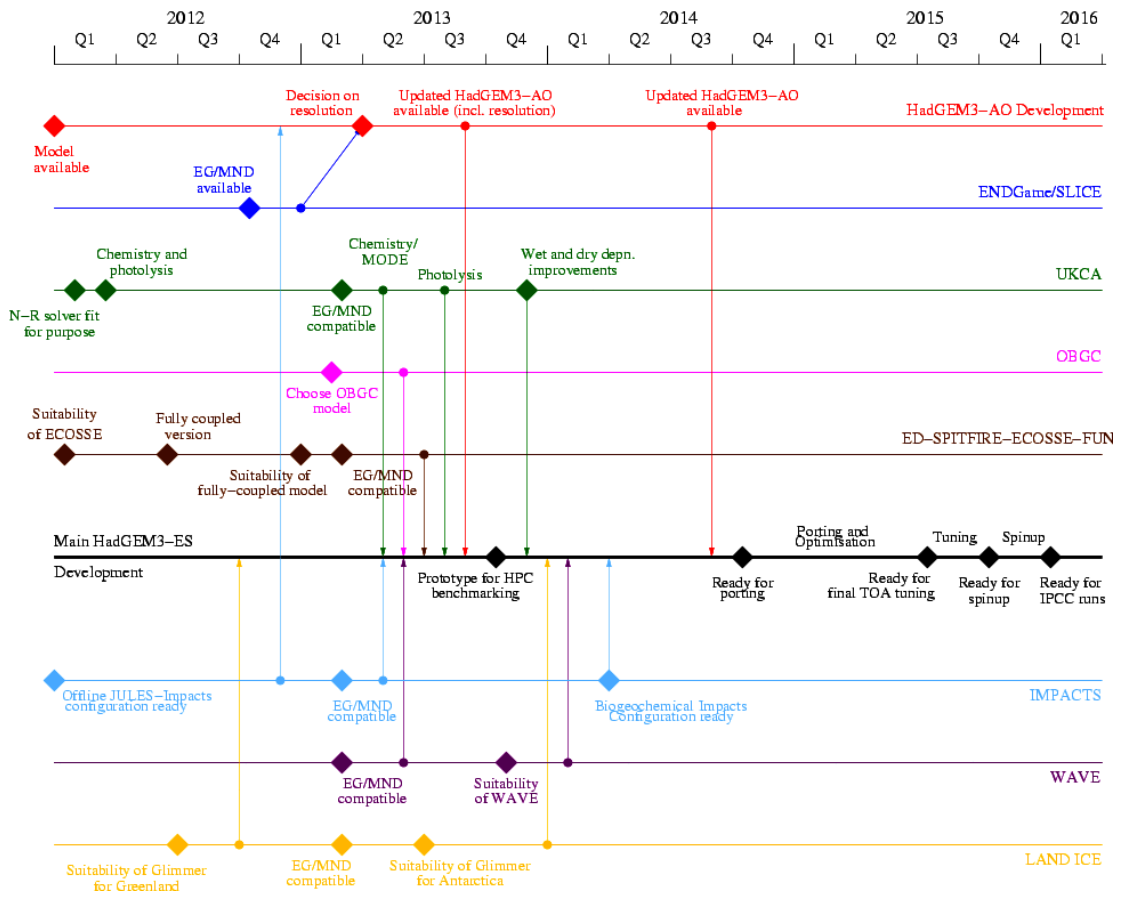 2012 2013 2014 2015 2016
Q1 Q2 Q3 Q4 Q1 Q2 Q3 Q4 Q1 Q2 Q3 Q4 Q1 Q2 Q3 Q4 Q1
Decision on
resolution
Updated HadGEM3-AO
available (incl. resolution)
Updated HadGEM3-AO
available
HadGEM3-AO Development
Model
available
EG/MND
available
ENDGame/SLICE
Chemistry and
photolysis
Chemistry/
MODE
Photolysis
Wet and dry depn.
improvements
UKCA
N-R solver fit
for purpose
EG/MND
compatible
OBGC
Choose OBGC
model
Suitability
of ECOSSE
Fully coupled
version
ED-SPITFIRE-ECOSSE-FUN
Suitability of
fully-coupled model
EG/MND
compatible
Main HadGEM3-ES
Development
Porting and
Optimisation
Tuning
Spinup
Prototype for HPC
benchmarking
Ready for
porting
Ready for
final TOA tuning
Ready for
spinup
Ready for
IPCC runs
Offline JULES-Impacts
configuration ready
EG/MND
compatible
Biogeochemical Impacts
Configuration ready
IMPACTS
EG/MND
compatible
Suitability
of WAVE
WAVE
Suitability of Glimmer
for Greenland
EG/MND
compatible
Suitability of Glimmer
for Antarctica
LAND ICE